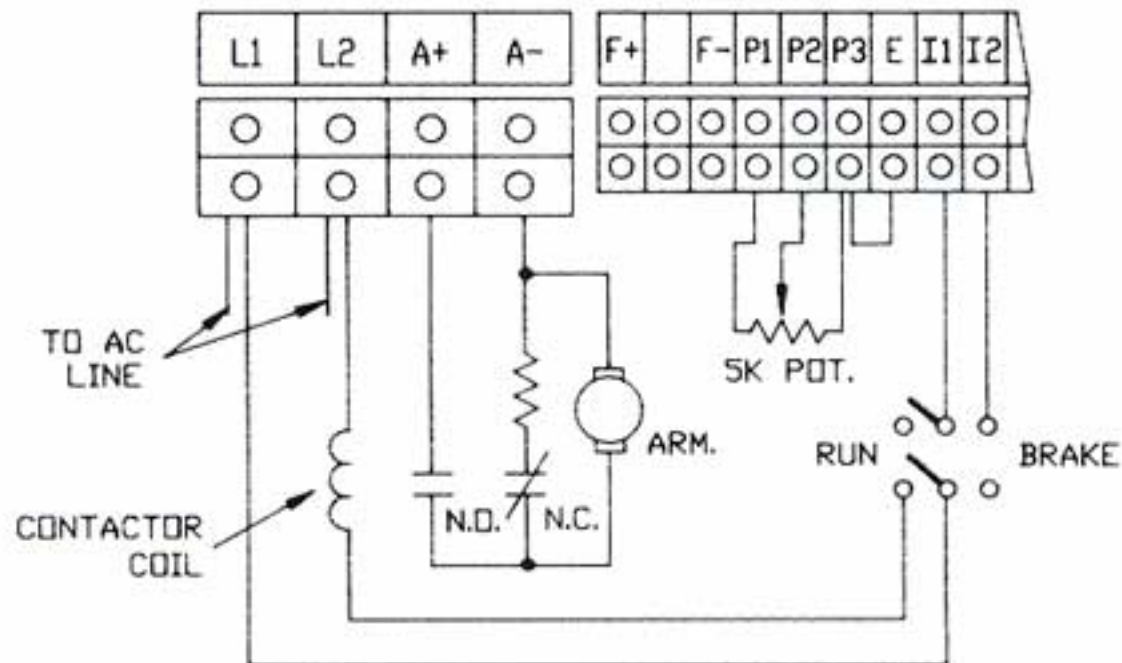 L1 L2 A+ A- F+ F- P1 P2 P3 E I1 I2
TO AC
LINE
5K POT.
ARM.
RUN
BRAKE
N.O.
N.C.
CONTACTOR
COIL